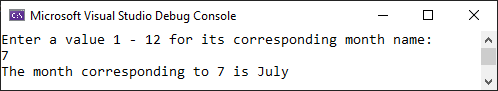 Microsoft Visual Studio Debug Console
Enter a value 1 - 12 for its corresponding month name:
7
The month corresponding to 7 is July